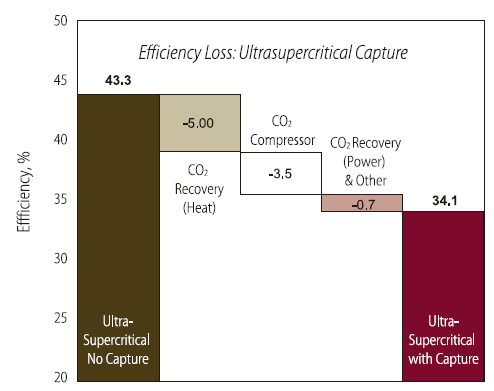 Efficiency Loss: Ultrasupercritical Capture
Effficiency, %
50
45
40
35
30
25
20
43.3
-5.00
CO₂
Recovery
(Heat)
CO₂
Compressor
-3.5
CO₂ Recovery
(Power)
& Other
-0.7
34.1
Ultra-
Supercritical
No Capture
Ultra-
Supercritical
with Capture